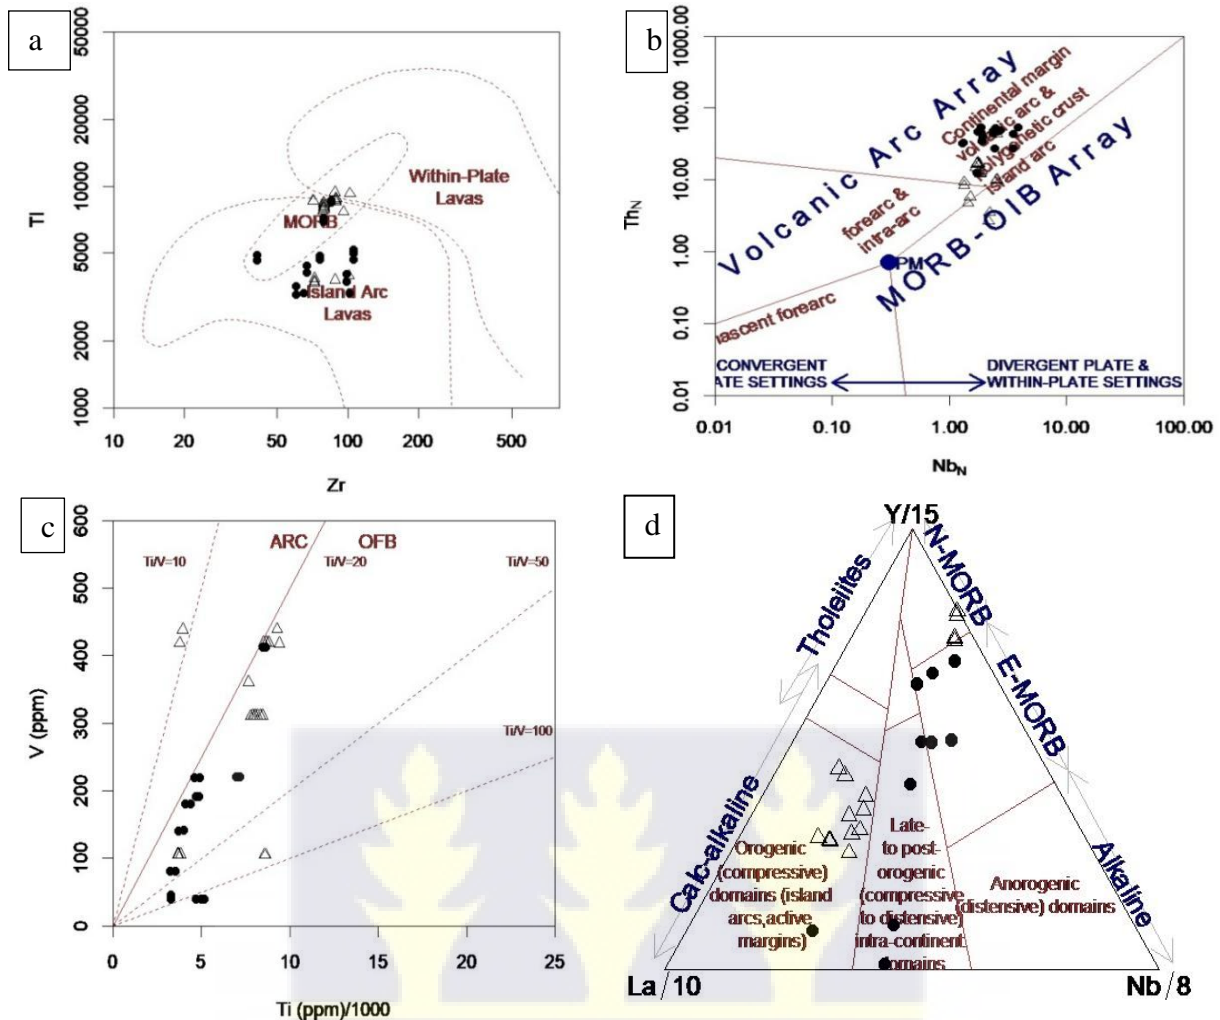 a
50000
20000
10000
5000
2000
1000
Ti
Within-Plate
Lavas
MORB
Island Arc
Lavas
10
20
50
100
200
500
Zr
b
1000.00
100.00
10.00
1.00
0.10
0.01
ThN
Volcanic Arc Array
MORB-OIB Array
Continental margin
volcanic arc &
polygenetic crust
island arc
forearc &
intra-arc
PM
nascent forearc
CONVERGENT
ATE SETTINGS
DIVERGENT PLATE &
WITHIN-PLATE SETTINGS
0.01
0.10
1.00
10.00
100.00
NbN
c
600
500
400
300
200
100
0
V (ppm)
ARC
OFB
Ti/V=10
Ti/V=20
Ti/V=50
Ti/V=100
0
5
10
15
20
25
Ti (ppm)/1000
d
Y/15
Tholeiites
Calc-alkaline
N-MORB
E-MORB
Alkaline
Orogenic
(compressive)
domains (island
arcs,active
margins)
Late-
to post-
orogenic
(compressive
to distensive)
intra-continent
domains
Anorogenic
(distensive) domains
La/10
Nb/8